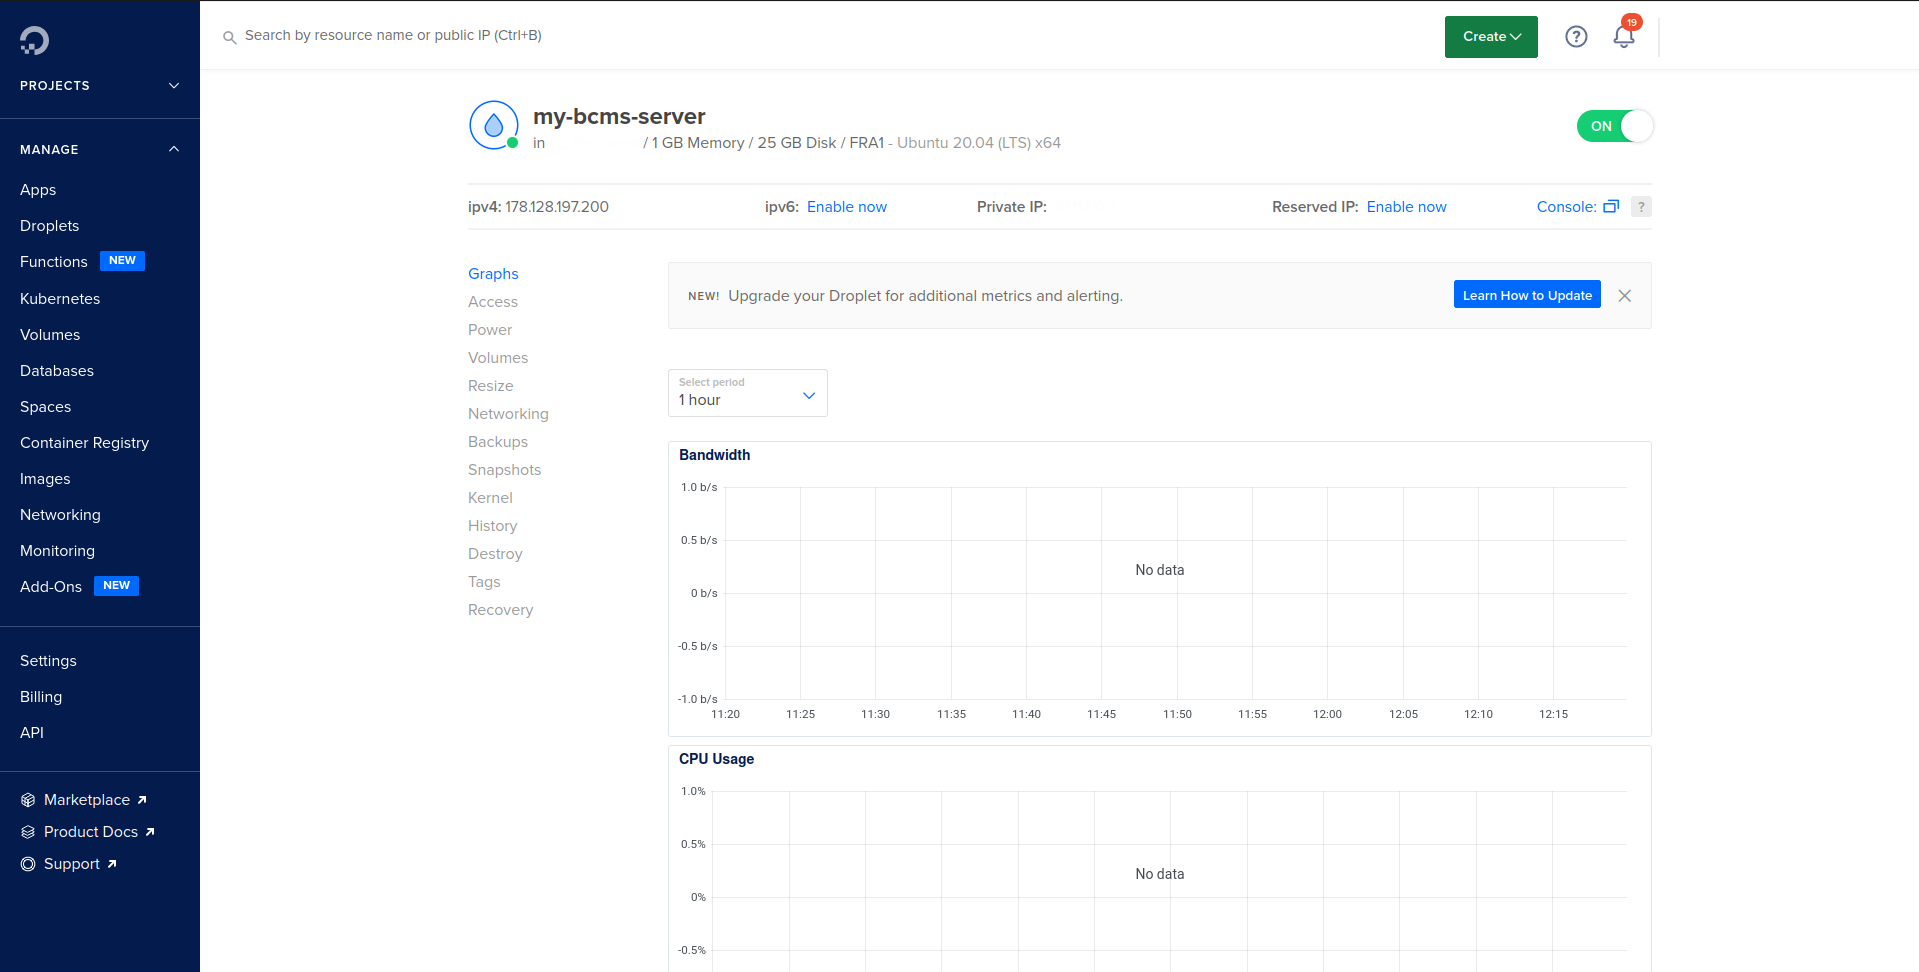 Search by resource name or public IP (Ctrl+B)
Create
19
PROJECTS
MANAGE
Apps
Droplets
Functions NEW
Kubernetes
Volumes
Databases
Spaces
Container Registry
Images
Networking
Monitoring
Add-Ons NEW
Settings
Billing
API
Marketplace
Product Docs
Support
my-bcms-server
in / 1 GB Memory / 25 GB Disk / FRA1 - Ubuntu 20.04 (LTS) x64
ON
ipv4: 178.128.197.200 ipv6: Enable now Private IP: Reserved IP: Enable now Console: ?
Graphs
Access
Power
Volumes
Resize
Networking
Backups
Snapshots
Kernel
History
Destroy
Tags
Recovery
NEW! Upgrade your Droplet for additional metrics and alerting. Learn How to Update
Select period
1 hour
Bandwidth
1.0 b/s
0.5 b/s
No data
0 b/s
-0.5 b/s
-1.0 b/s
11:20 11:25 11:30 11:35 11:40 11:45 11:50 11:55 12:00 12:05 12:10 12:15
CPU Usage
1.0%
0.5%
No data
0%
-0.5%